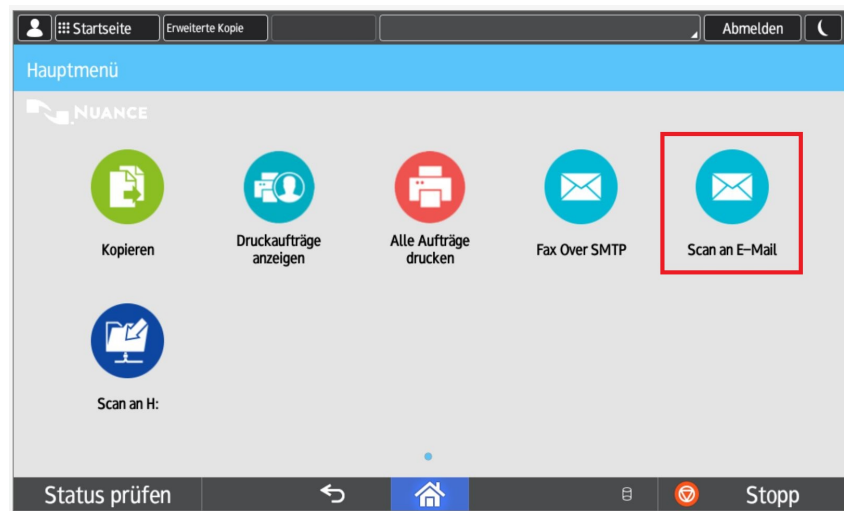 Startseite
Erweiterte Kopie
Abmelden
Hauptmenü
NUANCE
Kopieren
Druckaufträge
anzeigen
Alle Aufträge
drucken
Fax Over SMTP
Scan an E-Mail
Scan an H:
Status prüfen
Stopp